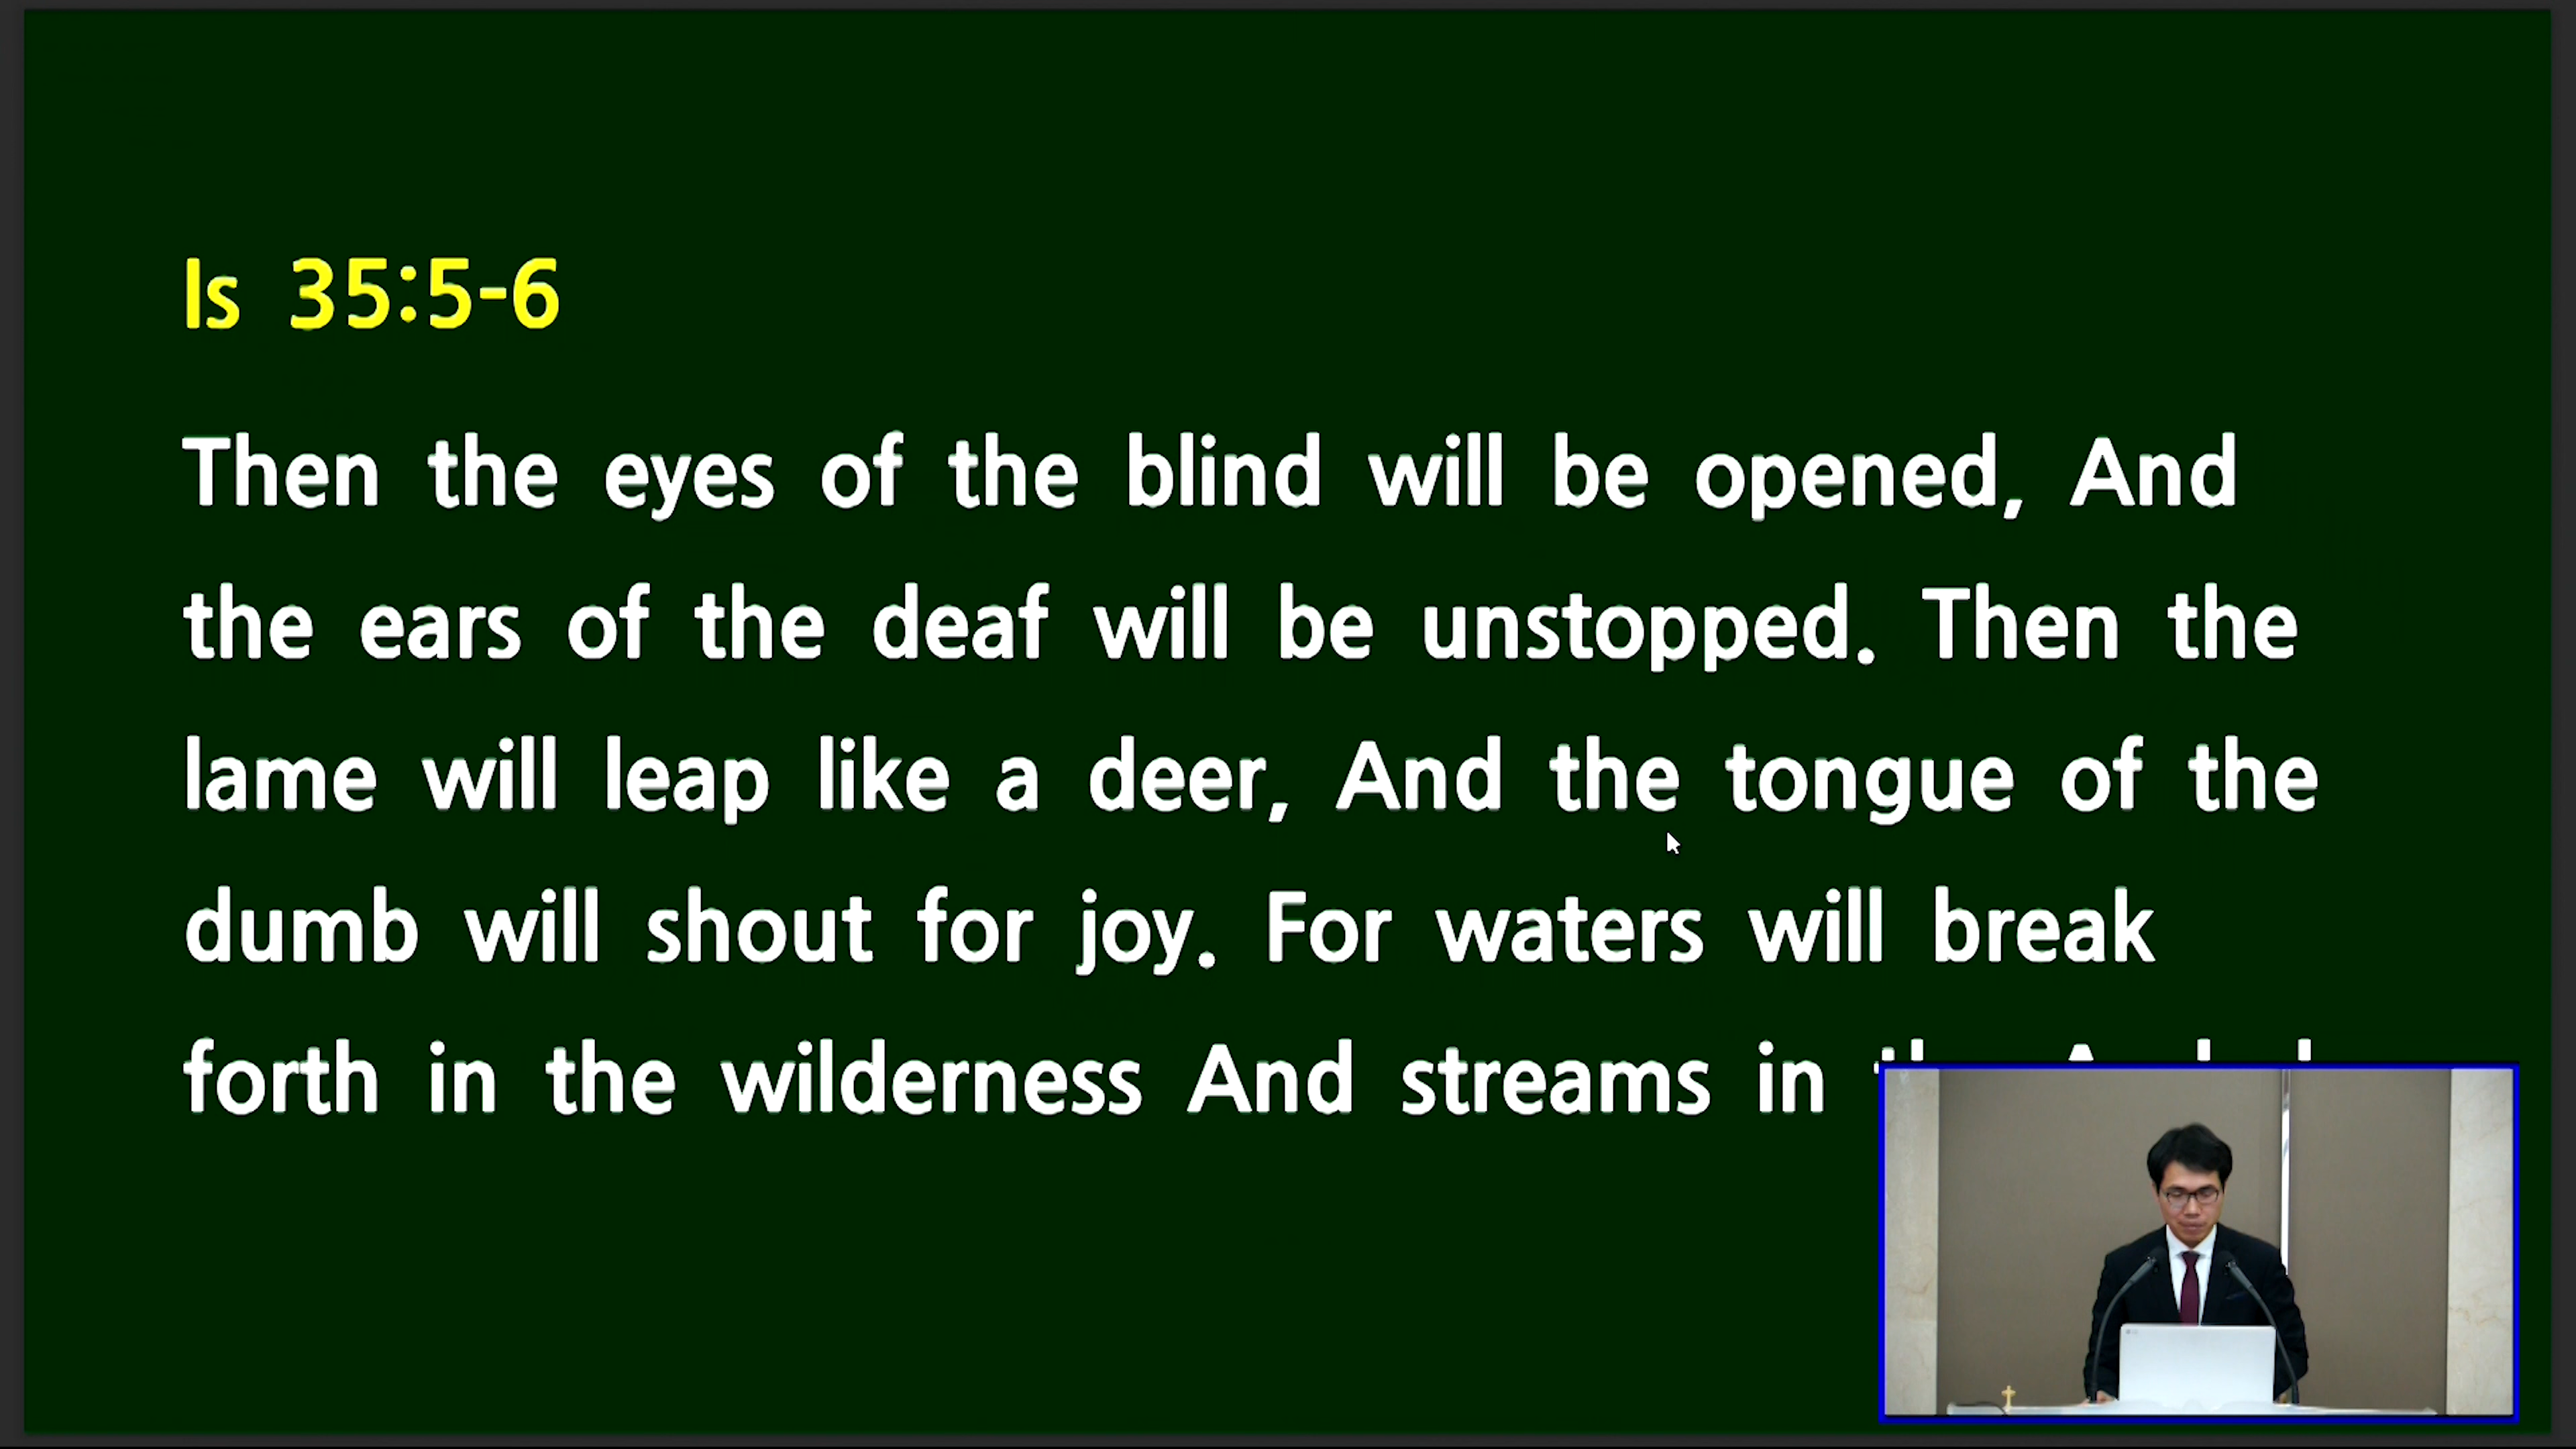 Is 35:5-6
Then the eyes of the blind will be opened, And
the ears of the deaf will be unstopped. Then the
lame will leap like a deer, And the tongue of the
dumb will shout for joy. For waters will break
forth in the wilderness And streams in